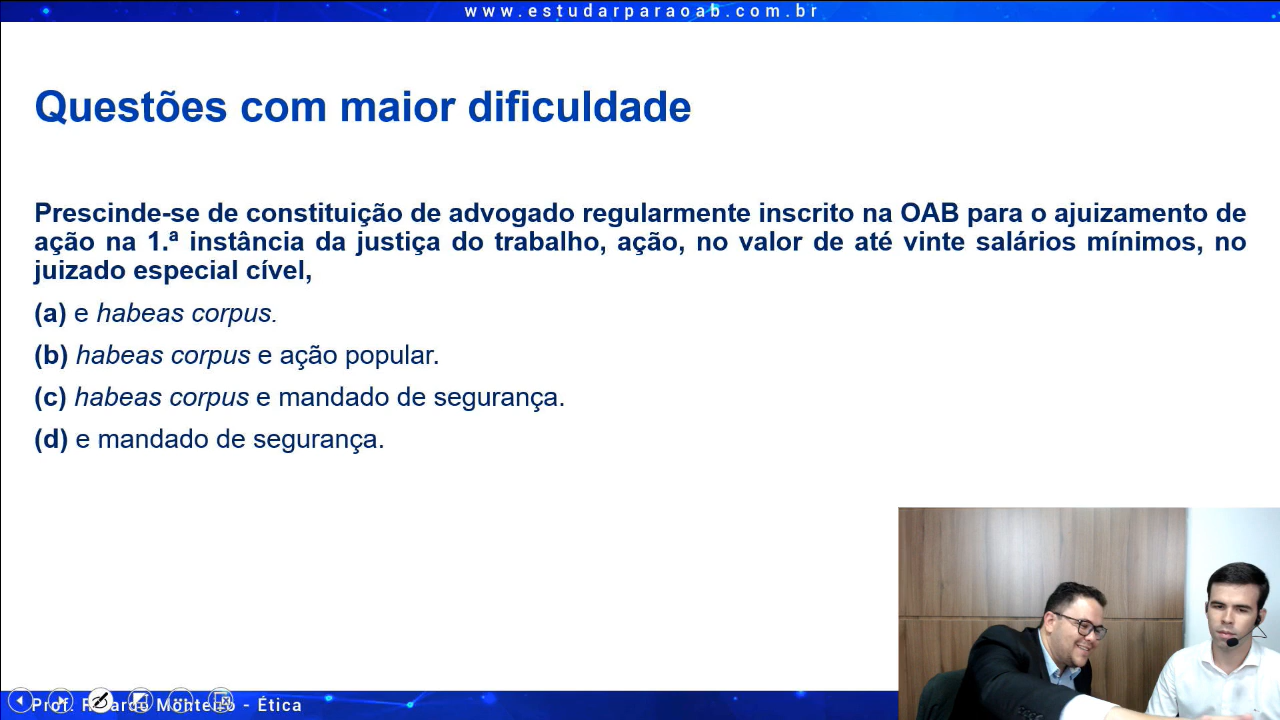 www.estudarparaoab.com.br
Questões com maior dificuldade
Prescinde-se de constituição de advogado regularmente inscrito na OAB para o ajuizamento de
ação na 1.ª instância da justiça do trabalho, ação, no valor de até vinte salários mínimos, no
juizado especial cível,
(a) e habeas corpus.
(b) habeas corpus e ação popular.
(c) habeas corpus e mandado de segurança.
(d) e mandado de segurança.
Prof. Monteiro - Ética